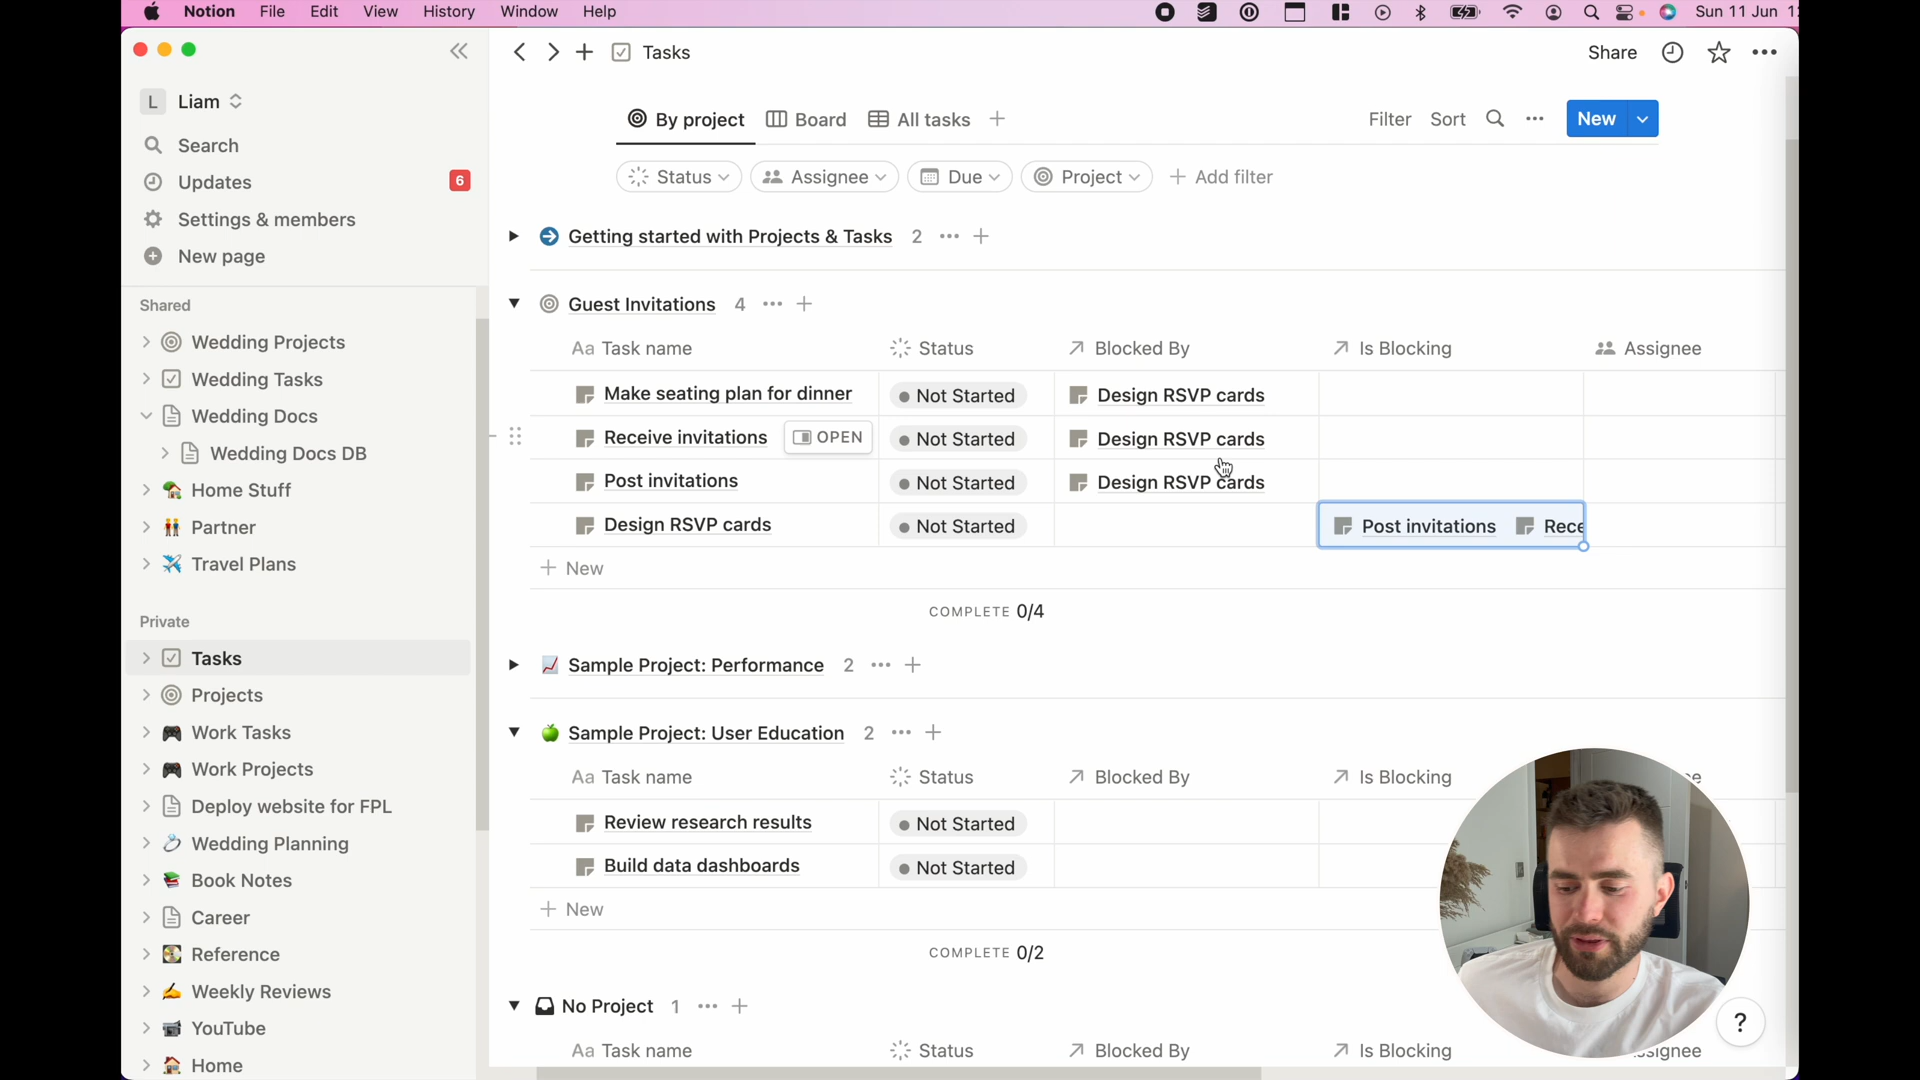 Notion File Edit View History Window Help Sun 11 Jun
Tasks Share
L Liam
Search
Updates 6
Settings & members
New page
Shared
Wedding Projects
Wedding Tasks
Wedding Docs
Wedding Docs DB
Home Stuff
Partner
Travel Plans
Private
Tasks
Projects
Work Tasks
Work Projects
Deploy website for FPL
Wedding Planning
Book Notes
Career
Reference
Weekly Reviews
YouTube
Home
By project Board All tasks Filter Sort New
Status Assignee Due Project Add filter
Getting started with Projects & Tasks 2
Guest Invitations 4
Aa Task name Status Blocked By Is Blocking Assignee
Make seating plan for dinner Not Started Design RSVP cards
Receive invitations OPEN Not Started Design RSVP cards
Post invitations Not Started Design RSVP cards
Design RSVP cards Not Started Post invitations Rece
New
COMPLETE 0/4
Sample Project: Performance 2
Sample Project: User Education 2
Aa Task name Status Blocked By Is Blocking
Review research results Not Started
Build data dashboards Not Started
New
COMPLETE 0/2
No Project 1
Aa Task name Status Blocked By Is Blocking
?